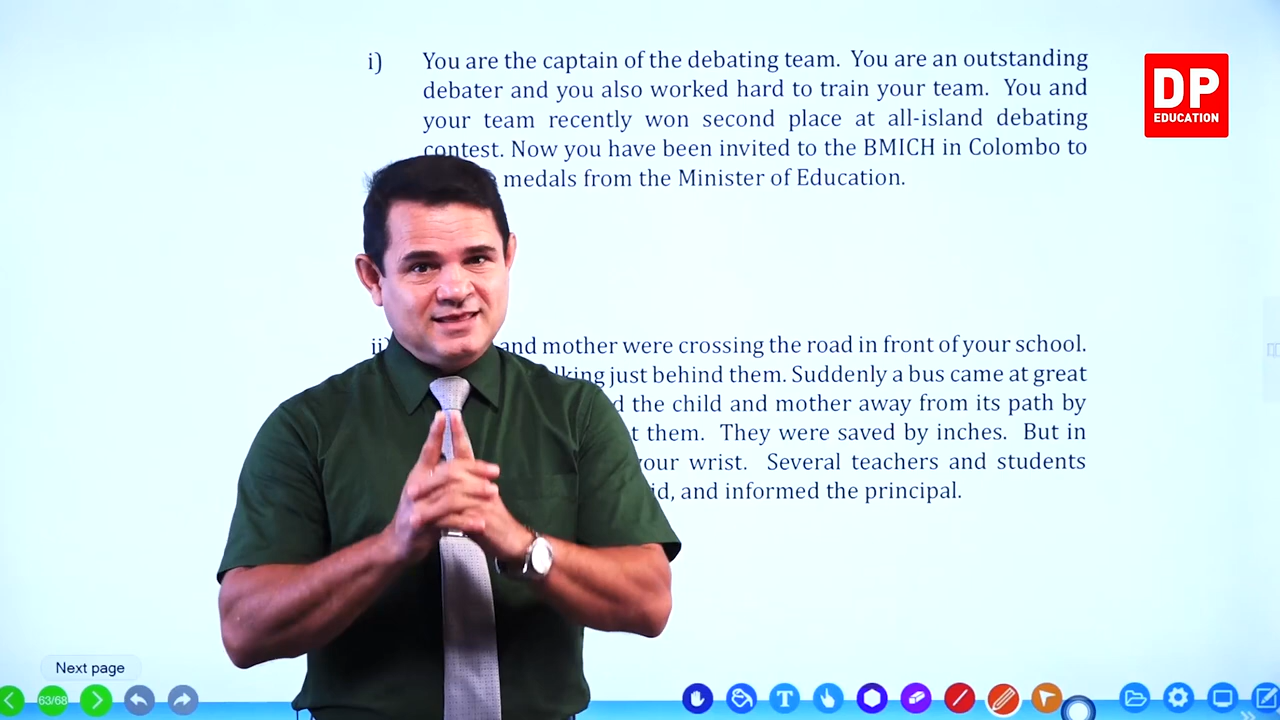 i) You are the captain of the debating team. You are an outstanding
debater and you also worked hard to train your team. You and
your team recently won second place at all-island debating
contest. Now you have been invited to the BMICH in Colombo to
medals from the Minister of Education.
DP
EDUCATION
ii) and mother were crossing the road in front of your school.
just behind them. Suddenly a bus came at great
the child and mother away from its path by
them. They were saved by inches. But in
your wrist. Several teachers and students
and informed the principal.
Next page
63/68
T